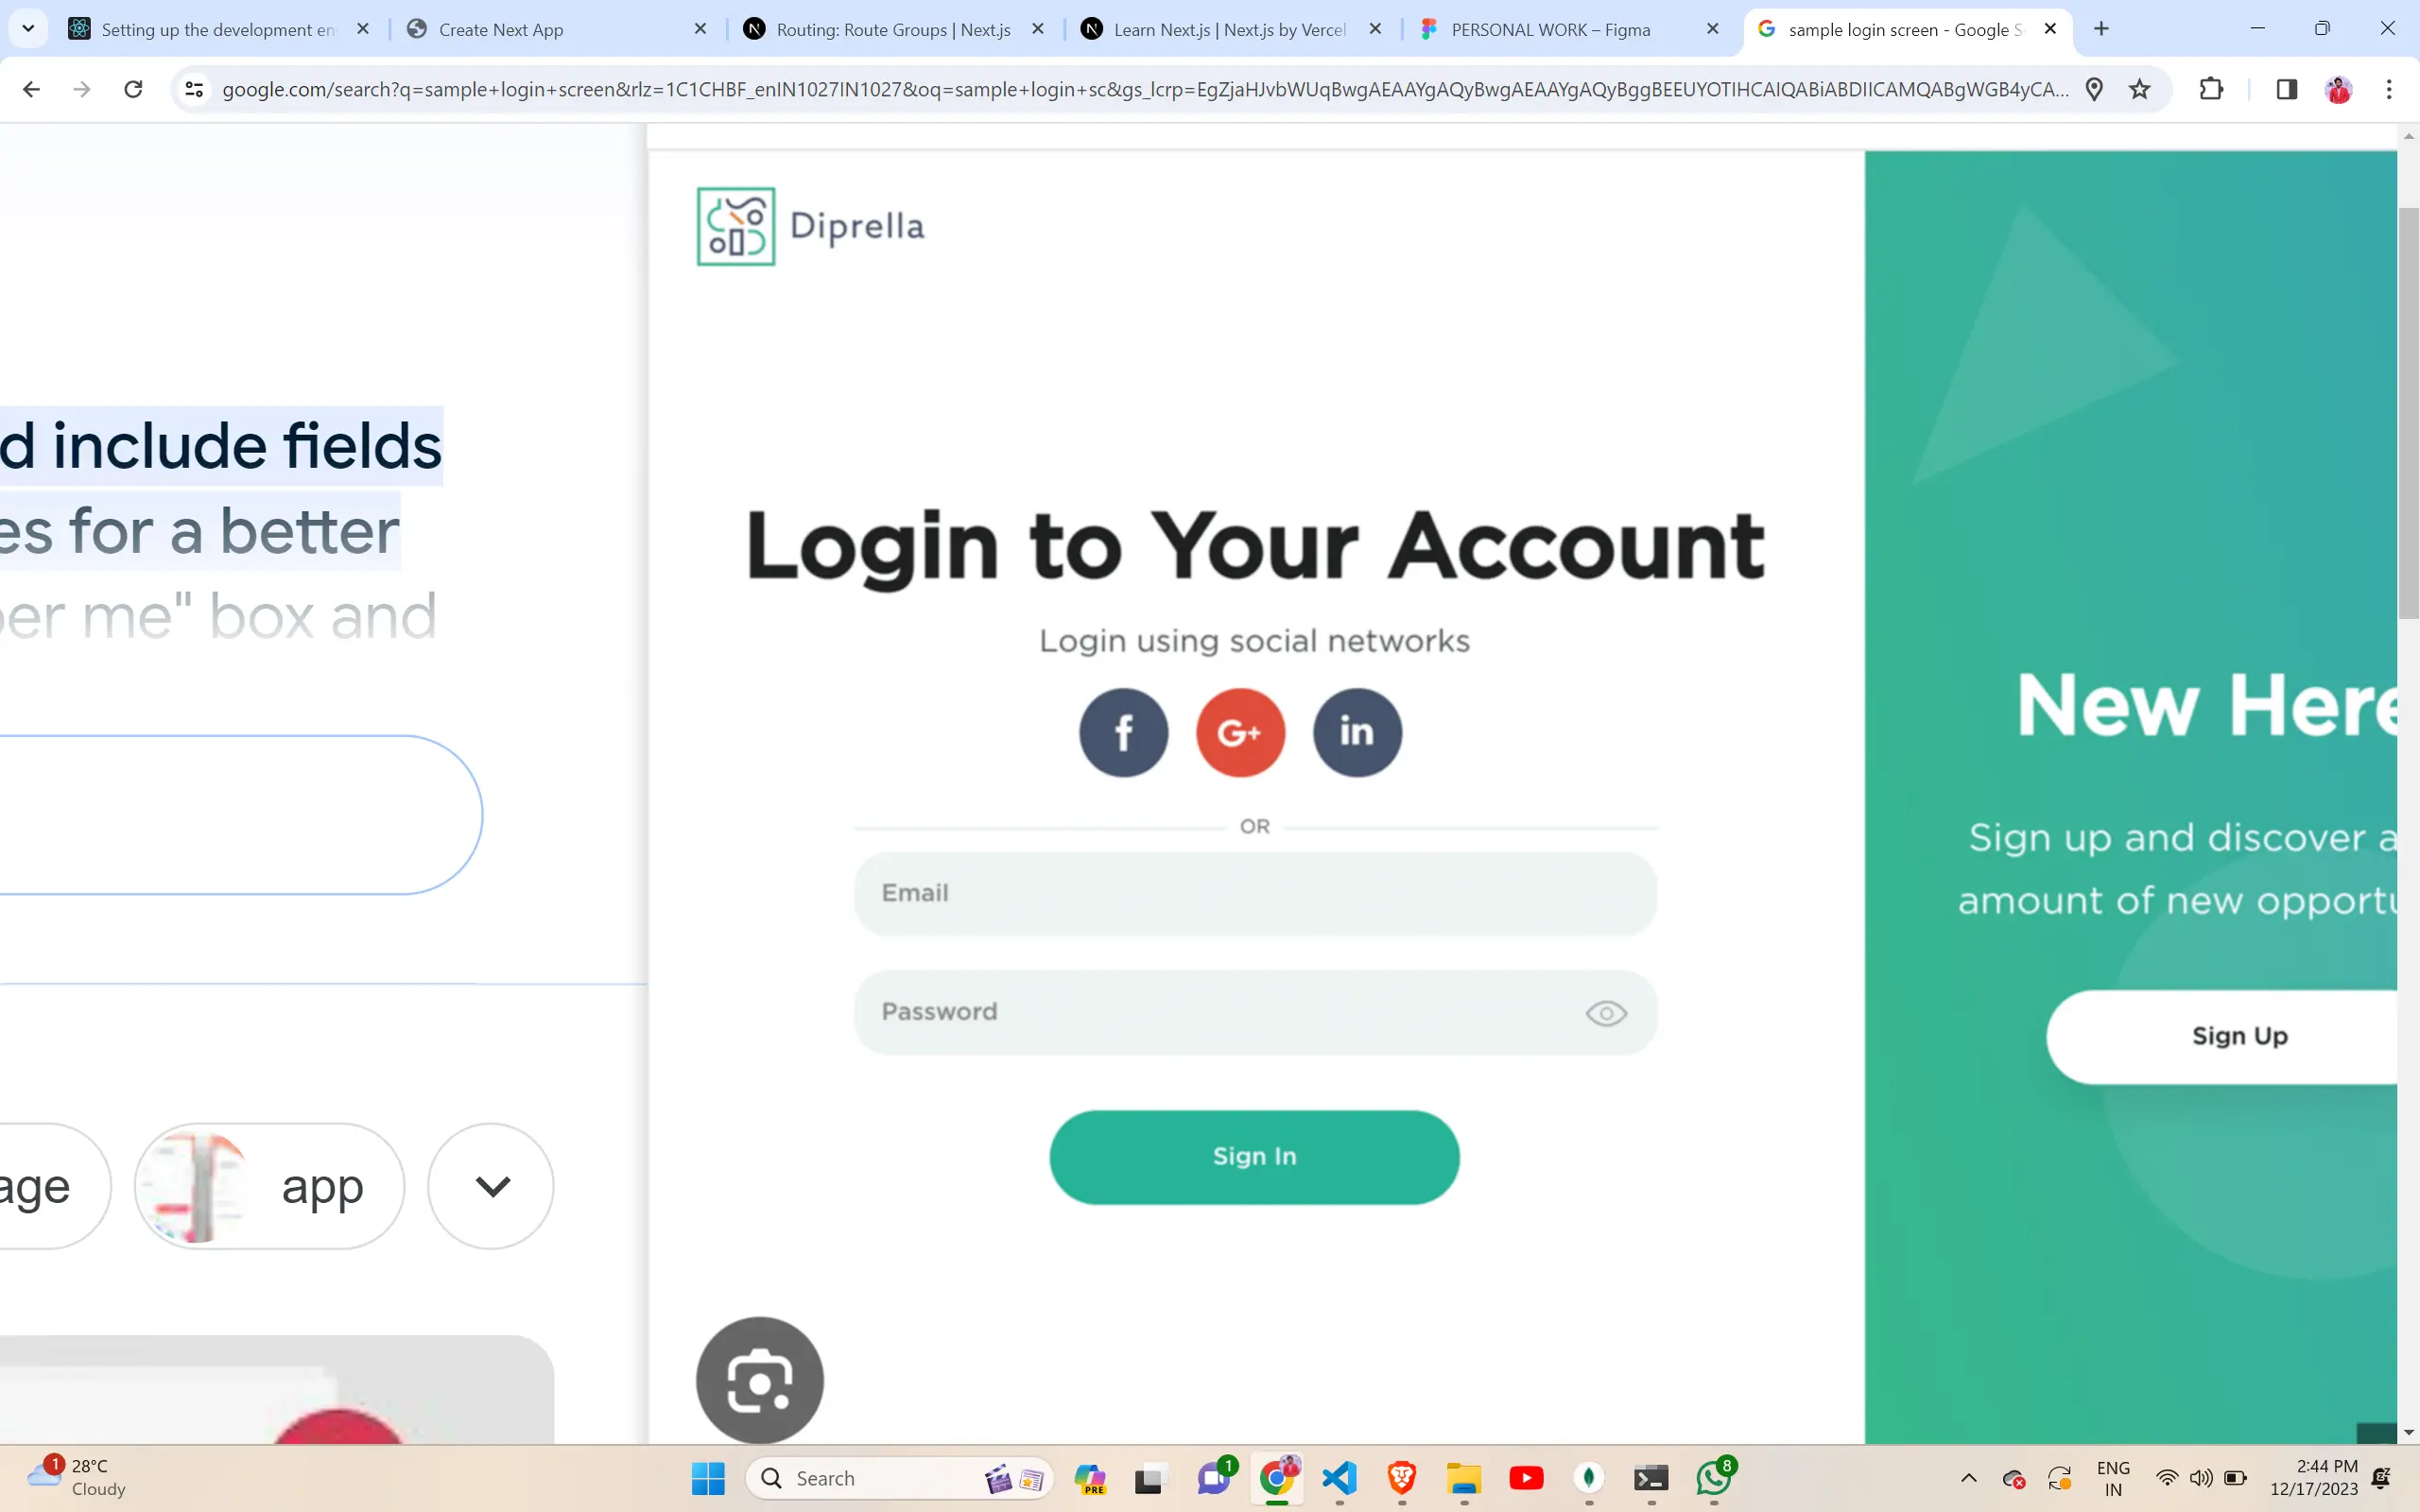 Setting up the development en
Create Next App
Routing: Route Groups | Next.js
Learn Next.js | Next.js by Vercel
PERSONAL WORK – Figma
sample login screen - Google S
google.com/search?q=sample+login+screen&rlz=1C1CHBF_enIN1027IN1027&oq=sample+login+sc&gs_lcrp=EgZjaHJvbWUqBwgAEAAYgAQyBwgAEAAYgAQyBggBEEUYOTIHCAIQABiABDIICAMQABgWGB4yCA...
d include fields
es for a better
ber me" box and
age
app
Diprella
Login to Your Account
Login using social networks
f
G+
in
OR
Email
Password
Sign In
New Here
Sign up and discover a
amount of new opportu
Sign Up
1
28°C
Cloudy
Search
PRE
1
8
ENG
IN
2:44 PM
12/17/2023